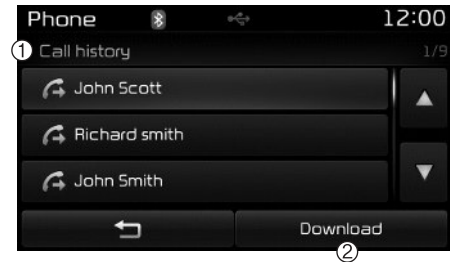 Phone 12:00
① Call history 1/9
John Scott
Richard smith
John Smith
Download
②